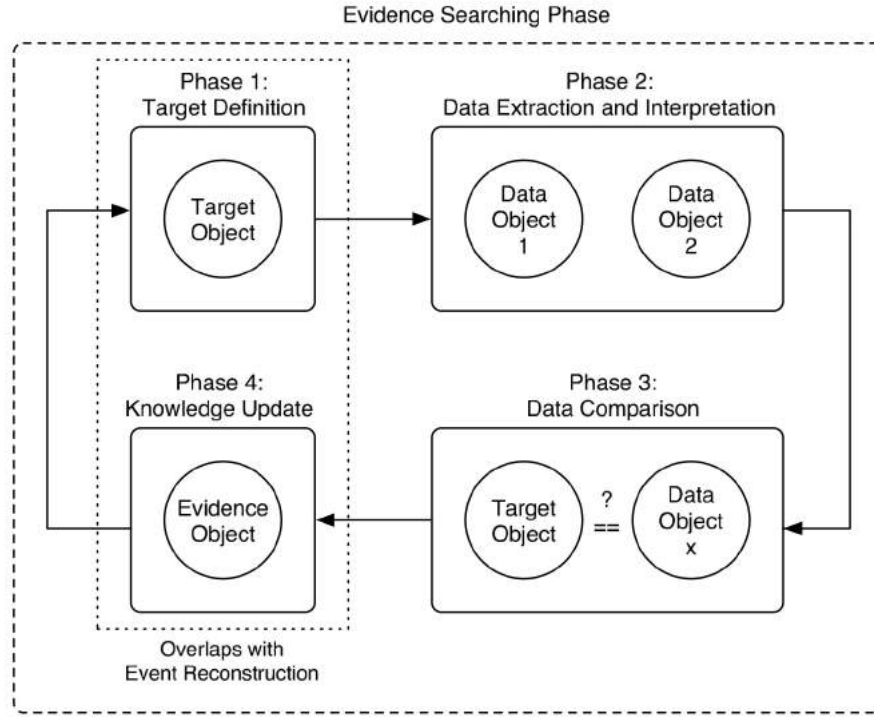 Evidence Searching Phase
Phase 1:
Target Definition
Target
Object
Phase 2:
Data Extraction and Interpretation
Data
Object
1
Data
Object
2
Phase 4:
Knowledge Update
Evidence
Object
Phase 3:
Data Comparison
Target
Object
?
==
Data
Object
x
Overlaps with
Event Reconstruction